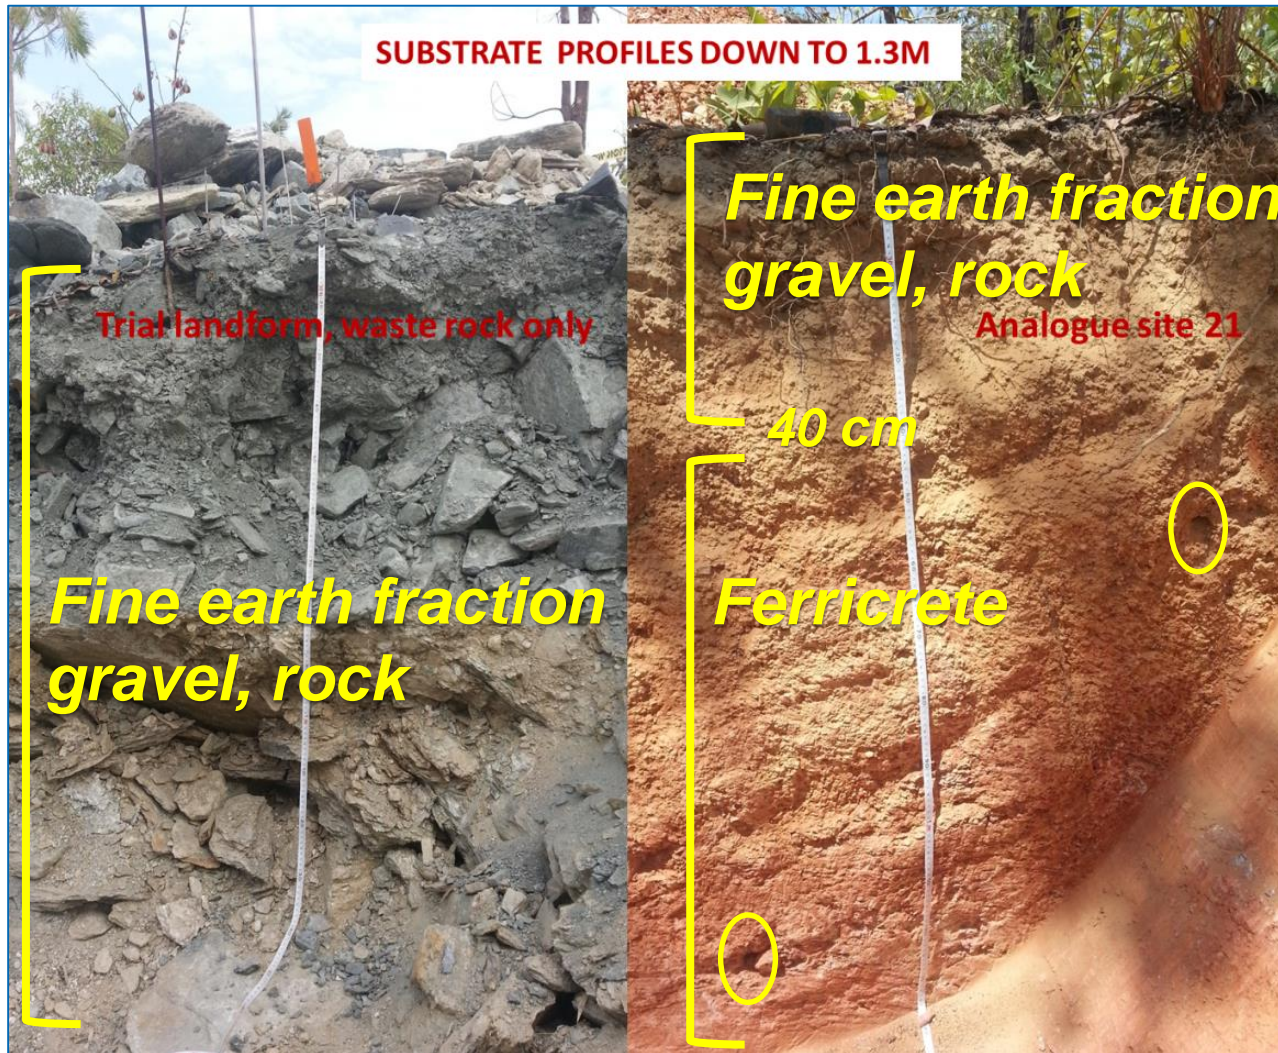 SUBSTRATE PROFILES DOWN TO 1.3M
Trial landform, waste rock only
Fine earth fraction
gravel, rock
Fine earth fraction
gravel, rock
Analogue site 21
40 cm
Ferricrete